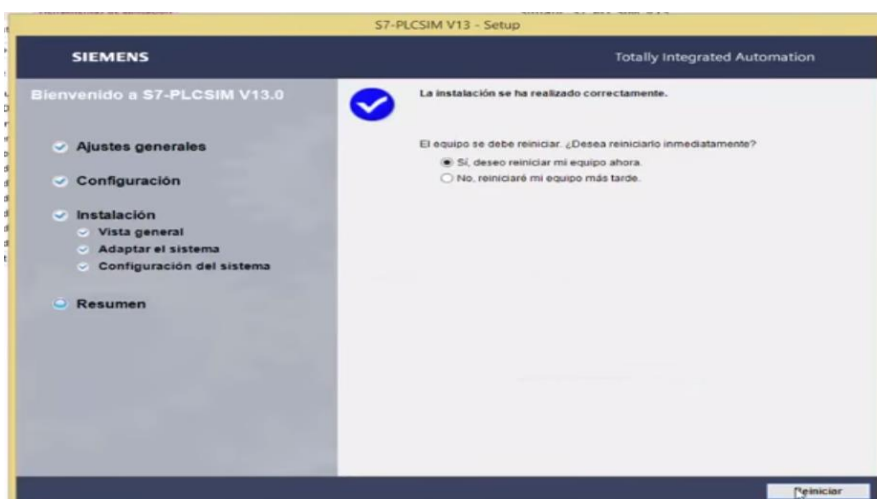 S7-PLCSIM V13 - Setup
SIEMENS
Totally Integrated Automation
Bienvenido a S7-PLCSIM V13.0
Ajustes generales
Configuración
Instalación
Vista general
Adaptar el sistema
Configuración del sistema
Resumen
La instalación se ha realizado correctamente.
El equipo se debe reiniciar. ¿Desea reiniciarlo inmediatamente?
Sí, deseo reiniciar mi equipo ahora.
No, reiniciaré mi equipo más tarde.
Reiniciar